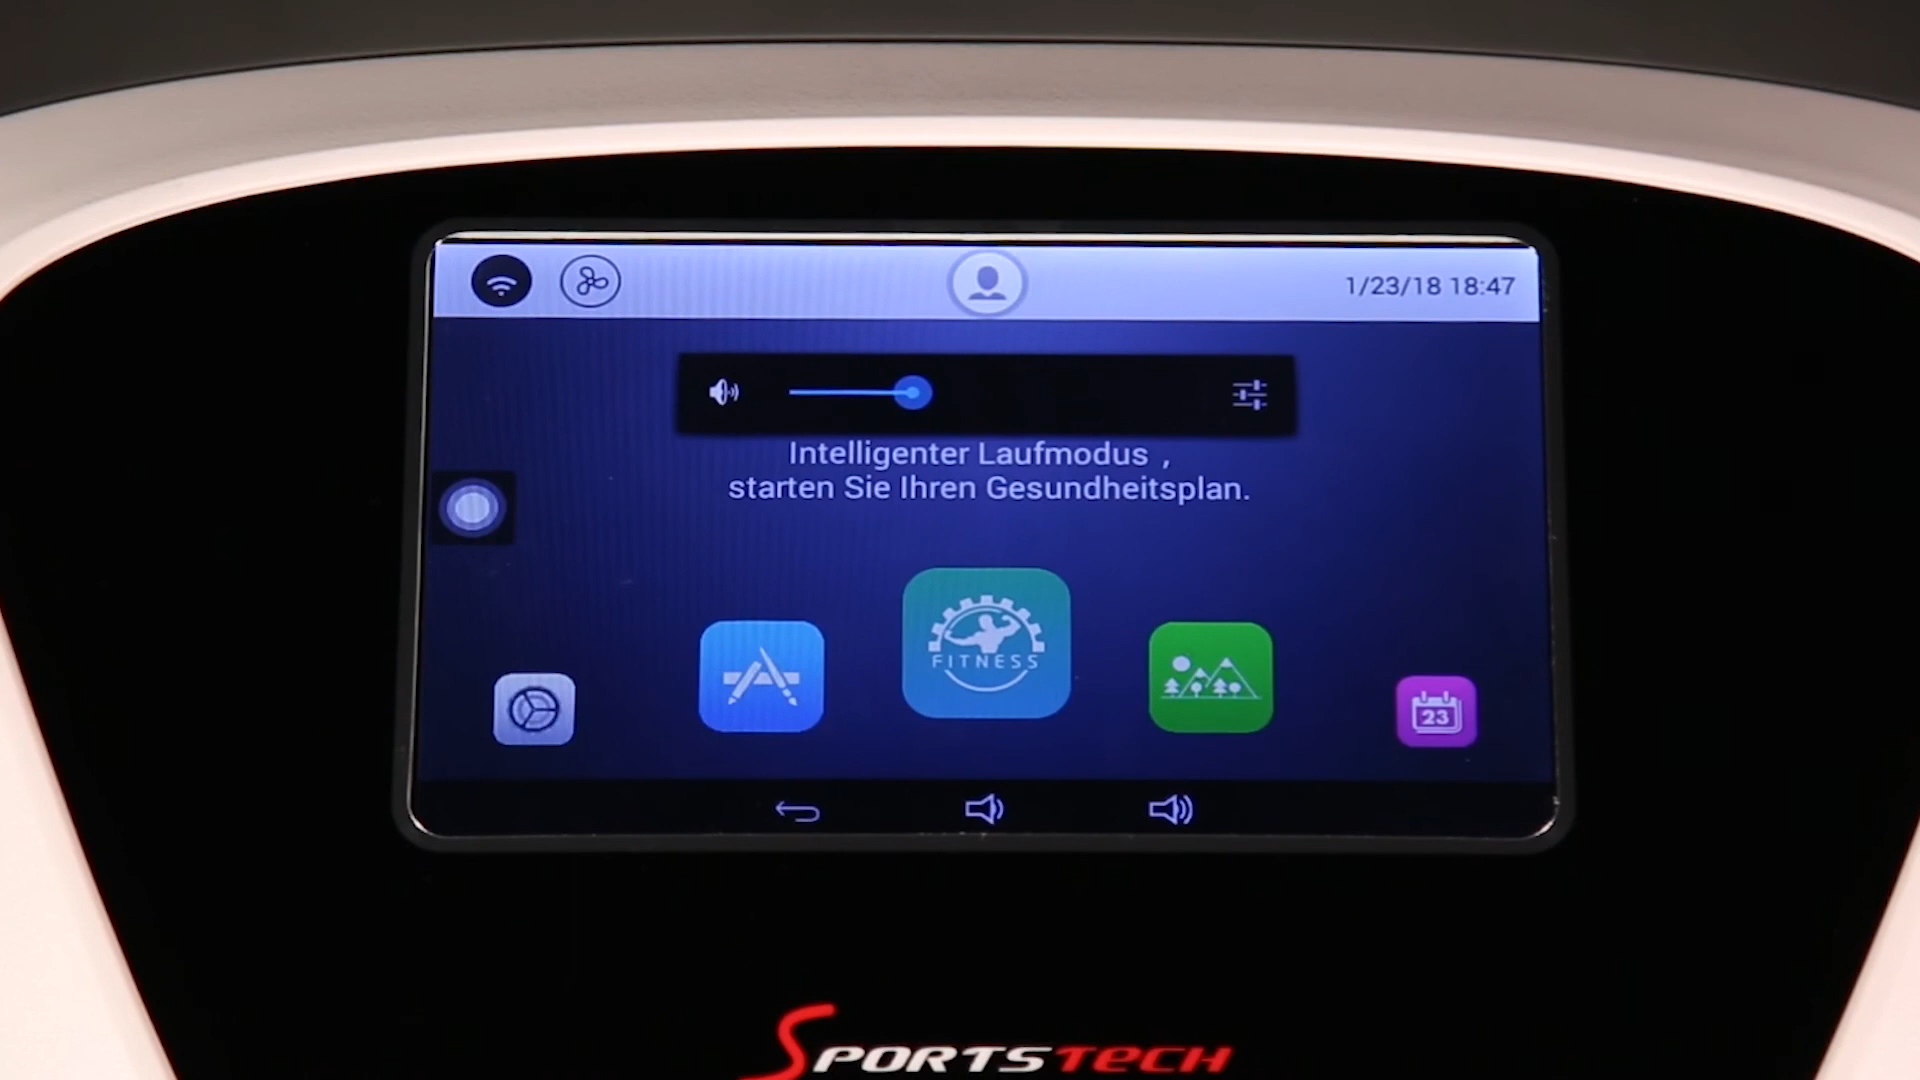 1/23/18 18:47
Intelligenter Laufmodus ,
starten Sie Ihren Gesundheitsplan.
FITNESS
23
SPORTSTECH